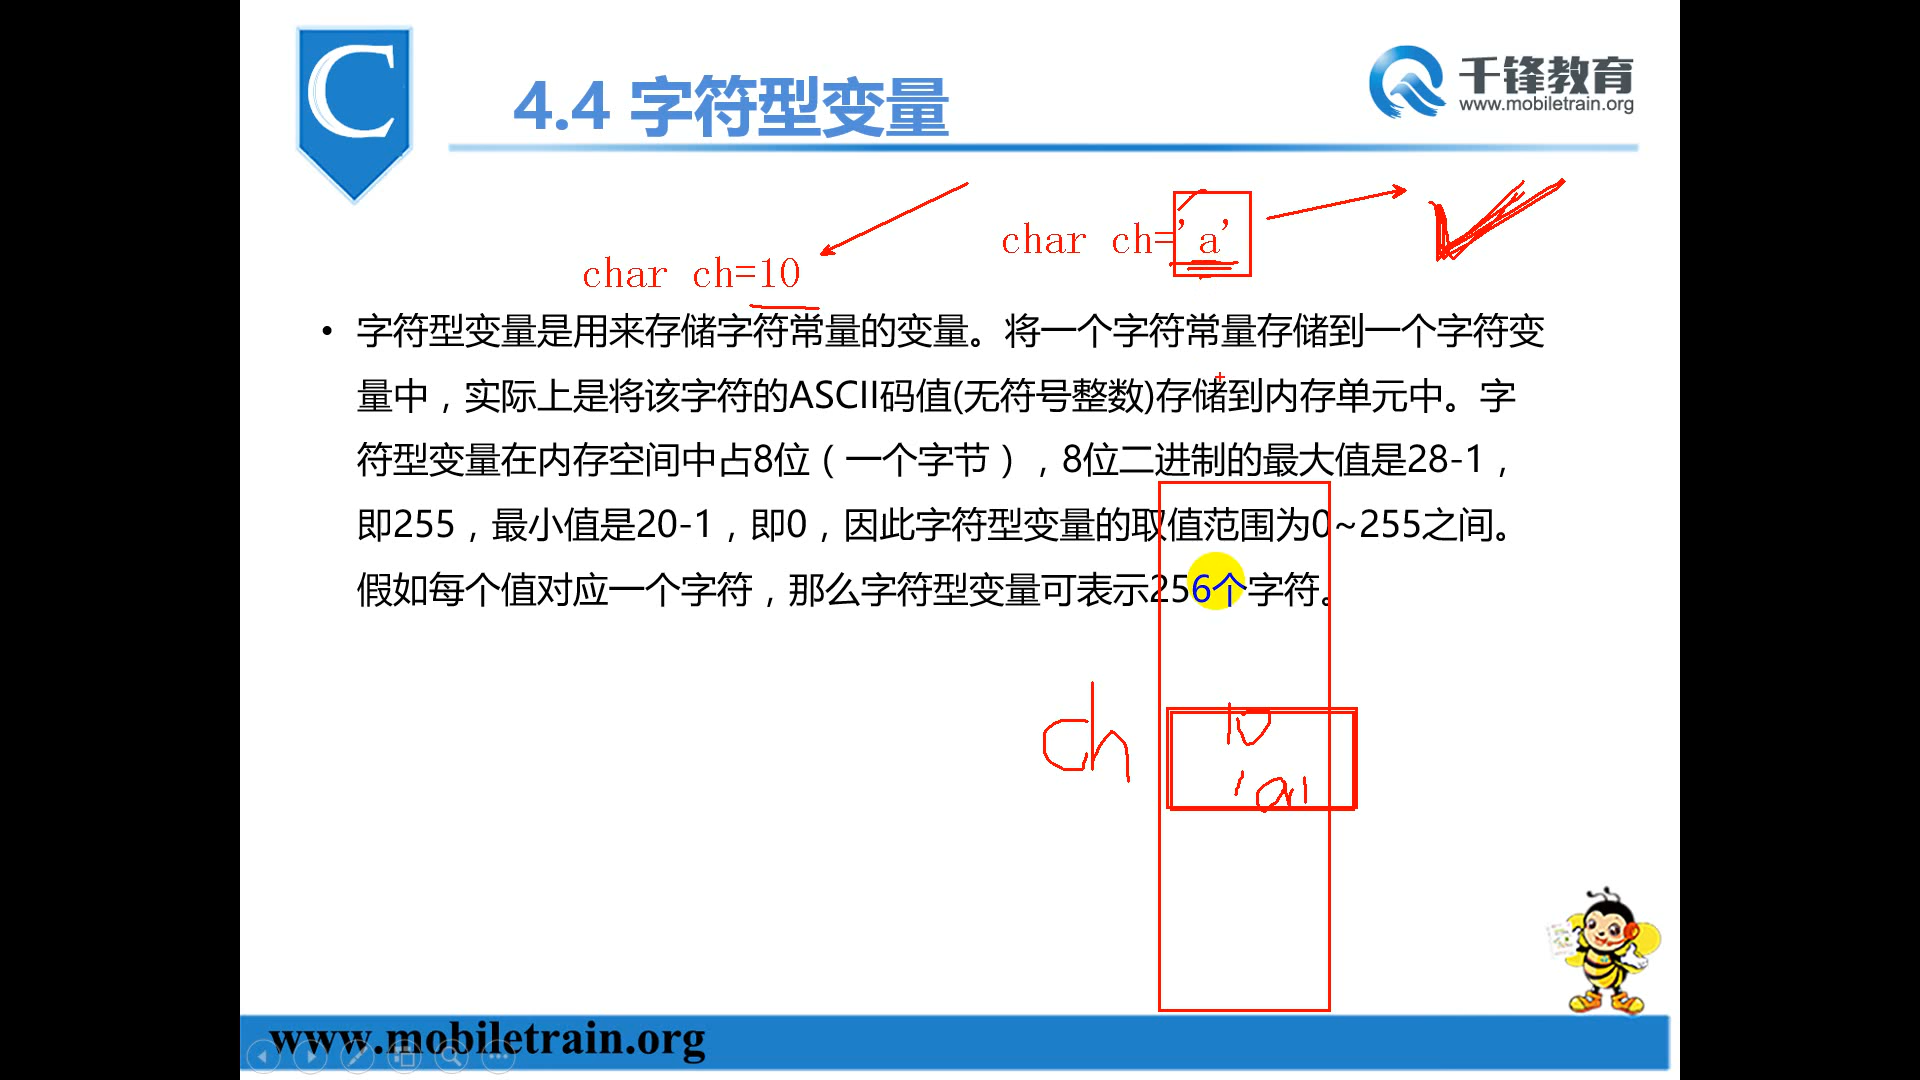 C
4.4 字符型变量
千锋教育
www.mobiletrain.org
char ch='a'
char ch=10
• 字符型变量是用来存储字符常量的变量。将一个字符常量存储到一个字符变
量中，实际上是将该字符的ASCII码值(无符号整数)存储到内存单元中。字
符型变量在内存空间中占8位（一个字节），8位二进制的最大值是28-1，
即255，最小值是20-1，即0，因此字符型变量的取值范围为0~255之间。
假如每个值对应一个字符，那么字符型变量可表示256个字符。
ch
10
'a'
www.mobiletrain.org